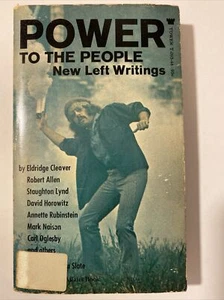 POWER
TO THE PEOPLE
New Left Writings
by Eldridge Cleaver
Robert Allen
Staughton Lynd
David Horowitz
Annette Rubinstein
Mark Naison
Carl Oglesby
and others
Slate